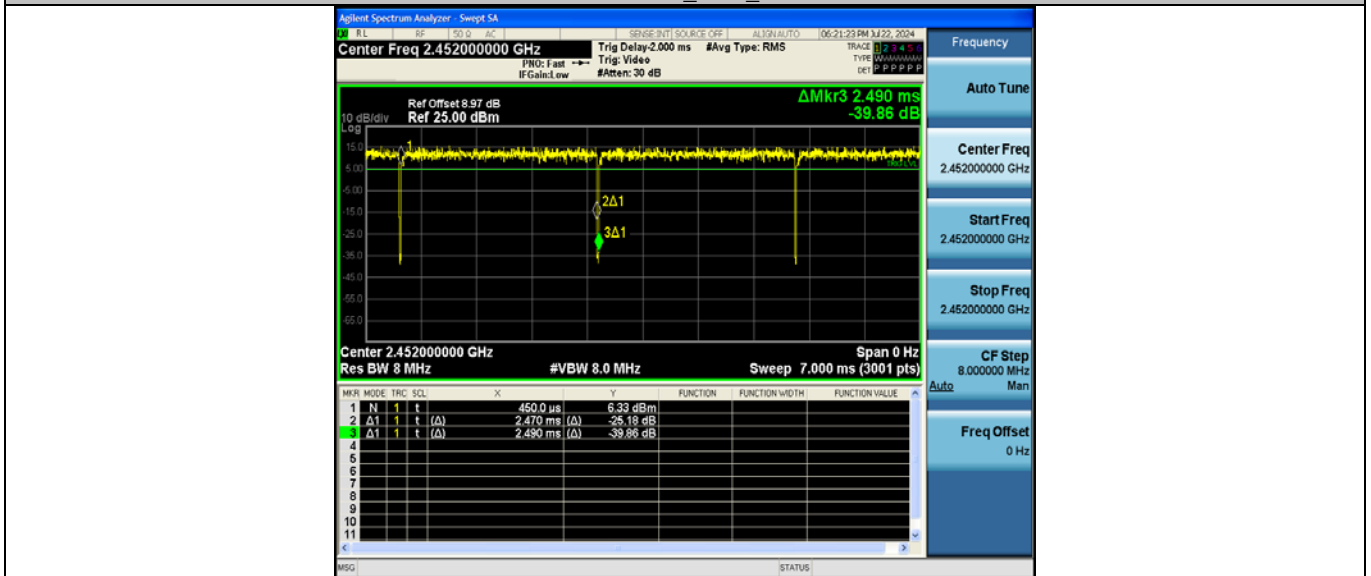 Agilent Spectrum Analyzer - Swept SA
RL RF 50 Ω AC SENSE:INT SOURCE OFF ALIGN AUTO 06:21:23 PM Jul 22, 2024
Center Freq 2.452000000 GHz Trig Delay-2.000 ms #Avg Type: RMS TRACE 1 2 3 4 5 6
PNO: Fast Trig: Video TYPE WWWWWW
IFGain:Low #Atten: 30 dB DET P P P P P P
Ref Offset 8.97 dB ΔMkr3 2.490 ms
10 dB/div Ref 25.00 dBm -39.86 dB
Log
15.0
1
5.00
TRIG LVL
-5.00
2Δ1
-15.0
3Δ1
-25.0
-35.0
-45.0
-55.0
-65.0
Center 2.452000000 GHz Span 0 Hz
Res BW 8 MHz #VBW 8.0 MHz Sweep 7.000 ms (3001 pts)
MKR MODE TRC SCL X Y FUNCTION FUNCTION WIDTH FUNCTION VALUE
1 N 1 t 450.0 µs 6.33 dBm
2 Δ1 1 t (Δ) 2.470 ms (Δ) -25.18 dB
3 Δ1 1 t (Δ) 2.490 ms (Δ) -39.86 dB
4
5
6
7
8
9
10
11
MSG STATUS
Frequency
Auto Tune
Center Freq
2.452000000 GHz
Start Freq
2.452000000 GHz
Stop Freq
2.452000000 GHz
CF Step
8.000000 MHz
Auto Man
Freq Offset
0 Hz